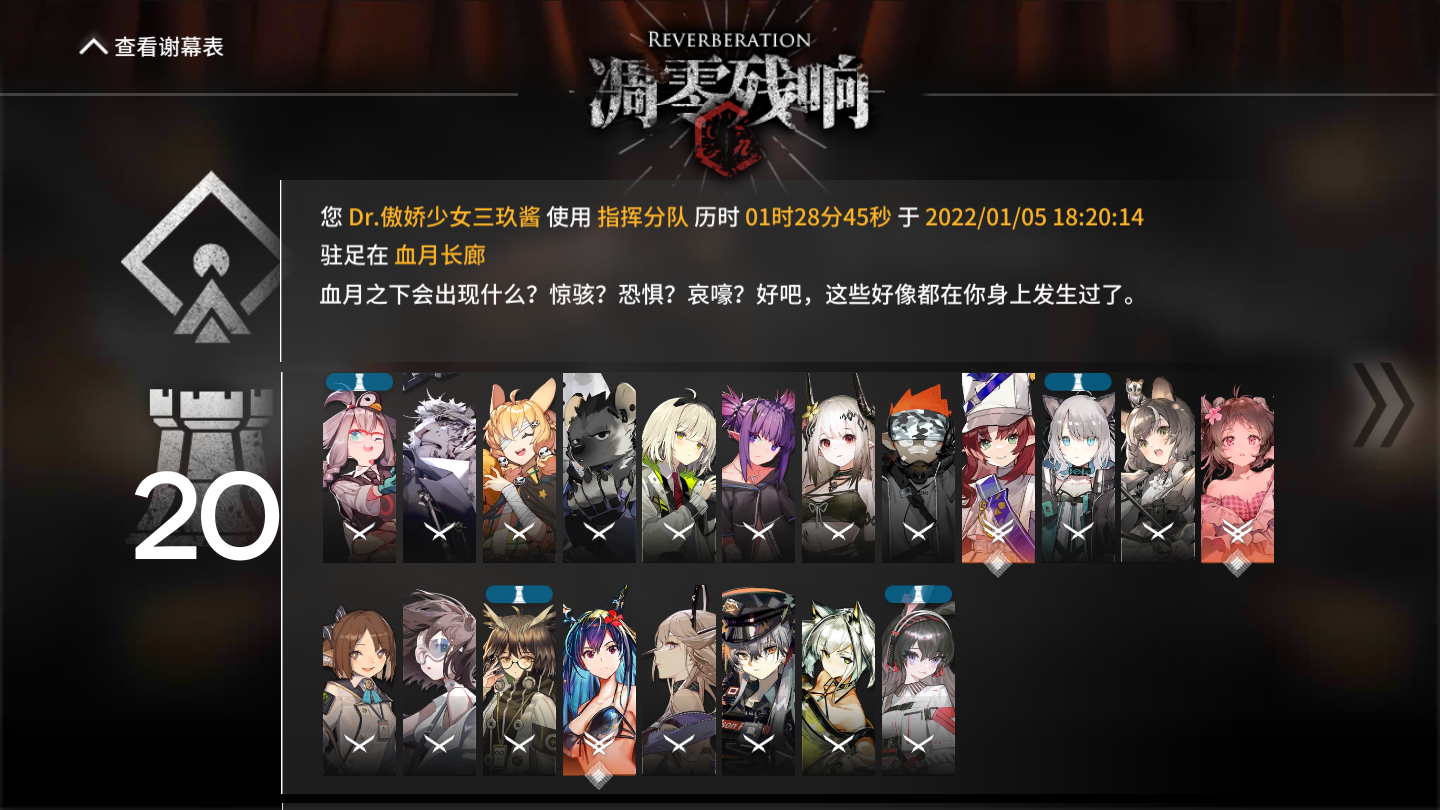 查看谢幕表
REVERBERATION
凋零残响
您 Dr.傲娇少女三玖酱 使用 指挥分队 历时 01时28分45秒 于 2022/01/05 18:20:14
驻足在 血月长廊
血月之下会出现什么？惊骇？恐惧？哀嚎？好吧，这些好像都在你身上发生过了。
20